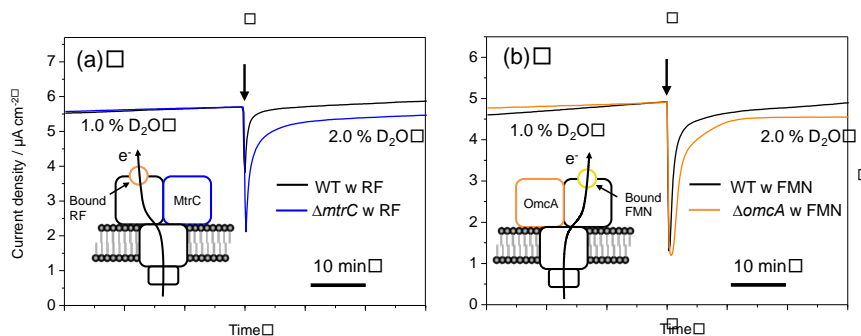 □
□
(a)□
(b)□
Current density / µA cm⁻²□
7
6
5
4
3
2
1
0
1.0 % D₂O□
2.0 % D₂O□
e⁻
Bound
RF
MtrC
WT w RF
ΔmtrC w RF
10 min□
Time□
6
5
4
3
2
1
0
1.0 % D₂O□
2.0 % D₂O□
e⁻
OmcA
Bound
FMN
WT w FMN
ΔomcA w FMN
□
10 min□
□
Time□